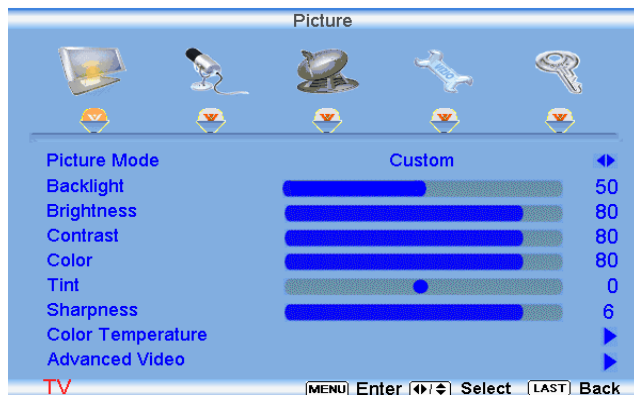 Picture
Picture Mode Custom
Backlight 50
Brightness 80
Contrast 80
Color 80
Tint 0
Sharpness 6
Color Temperature
Advanced Video
TV MENU Enter Select LAST Back